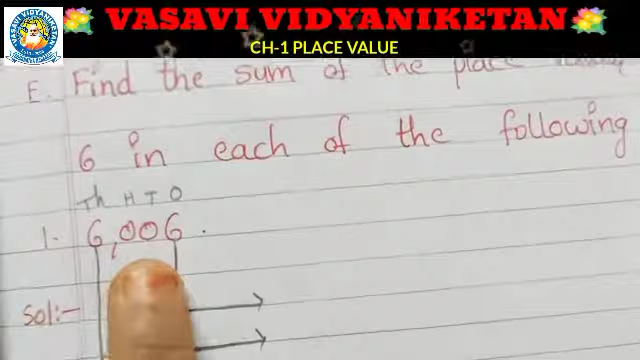 VASAVI VIDYANIKETAN
CH-1 PLACE VALUE
E. Find the sum of the place
6 in each of the following
Th H T O
1. 6,006.
Sol:-